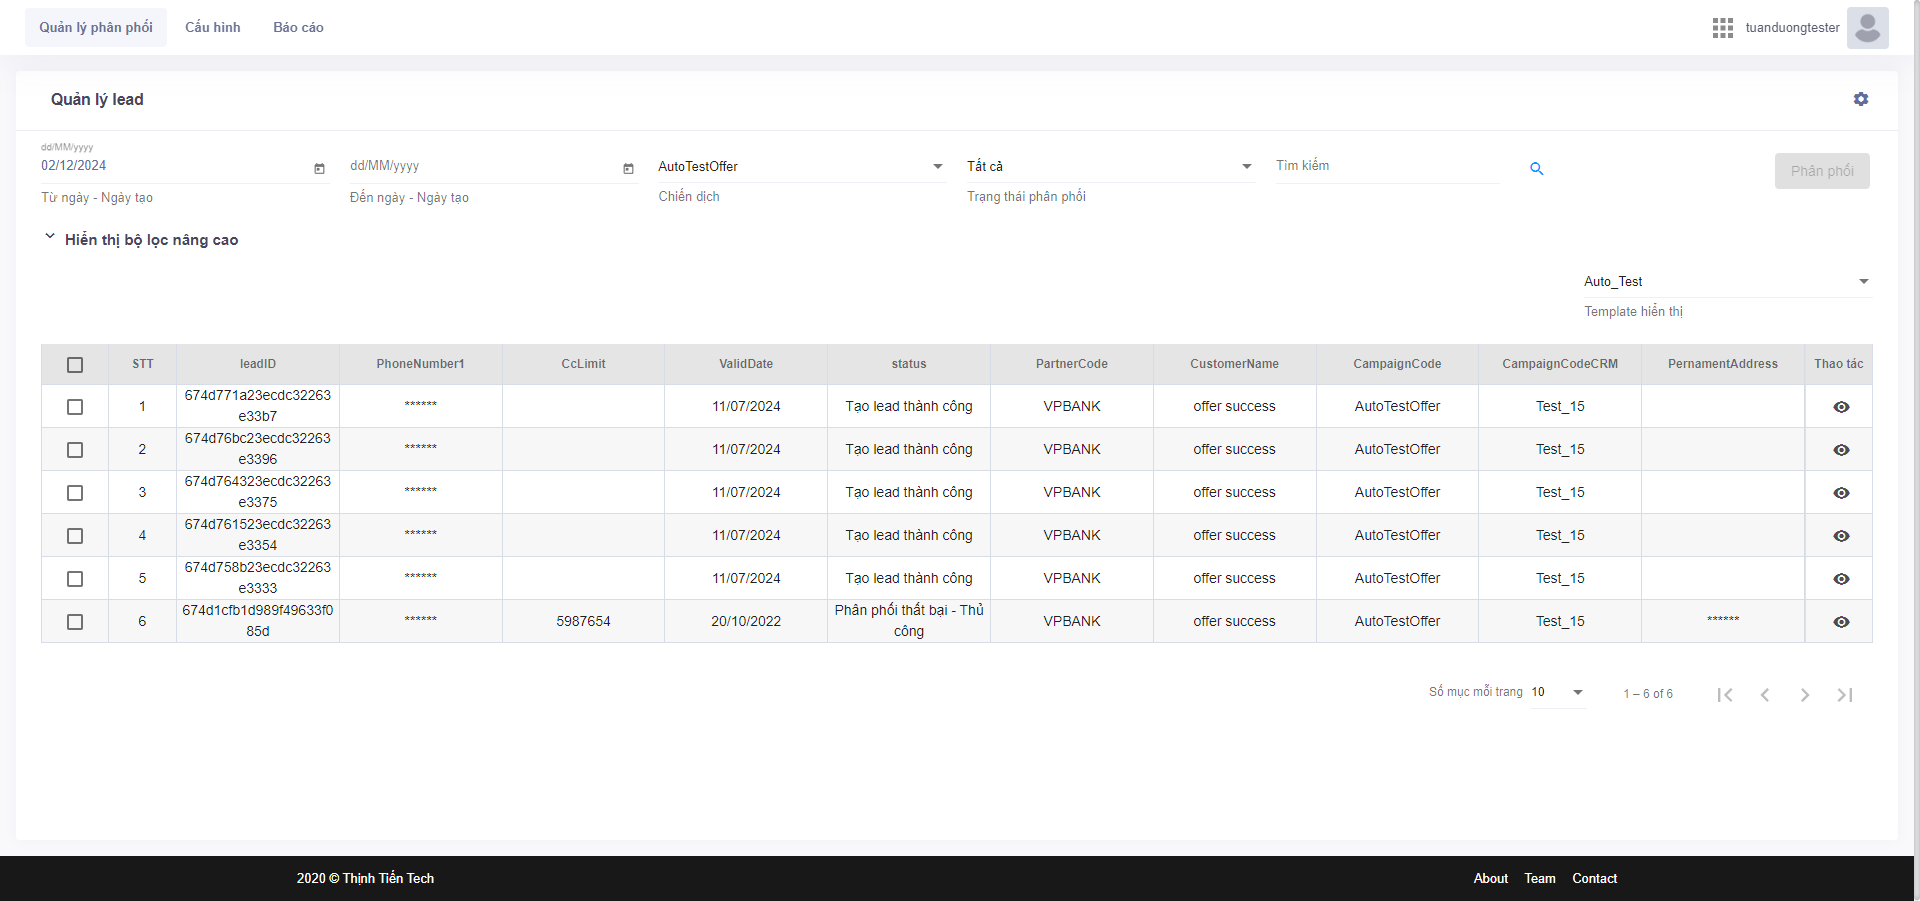 Quản lý phân phối Cấu hình Báo cáo tuanduongtester
Quản lý lead
dd/MM/yyyy
02/12/2024 dd/MM/yyyy AutoTestOffer Tất cả Tìm kiếm Phân phối
Từ ngày - Ngày tạo Đến ngày - Ngày tạo Chiến dịch Trạng thái phân phối
Hiển thị bộ lọc nâng cao
Auto_Test
Template hiển thị
STT leadID PhoneNumber1 CcLimit ValidDate status PartnerCode CustomerName CampaignCode CampaignCodeCRM PernamentAddress Thao tác
1 674d771a23ecdc32263e33b7 ****** 11/07/2024 Tạo lead thành công VPBANK offer success AutoTestOffer Test_15
2 674d76bc23ecdc32263e3396 ****** 11/07/2024 Tạo lead thành công VPBANK offer success AutoTestOffer Test_15
3 674d764323ecdc32263e3375 ****** 11/07/2024 Tạo lead thành công VPBANK offer success AutoTestOffer Test_15
4 674d761523ecdc32263e3354 ****** 11/07/2024 Tạo lead thành công VPBANK offer success AutoTestOffer Test_15
5 674d758b23ecdc32263e3333 ****** 11/07/2024 Tạo lead thành công VPBANK offer success AutoTestOffer Test_15
6 674d1cfb1d989f49633f085d ****** 5987654 20/10/2022 Phân phối thất bại - Thủ công VPBANK offer success AutoTestOffer Test_15 ******
Số mục mỗi trang 10 1 – 6 of 6
2020 © Thịnh Tiến Tech About Team Contact